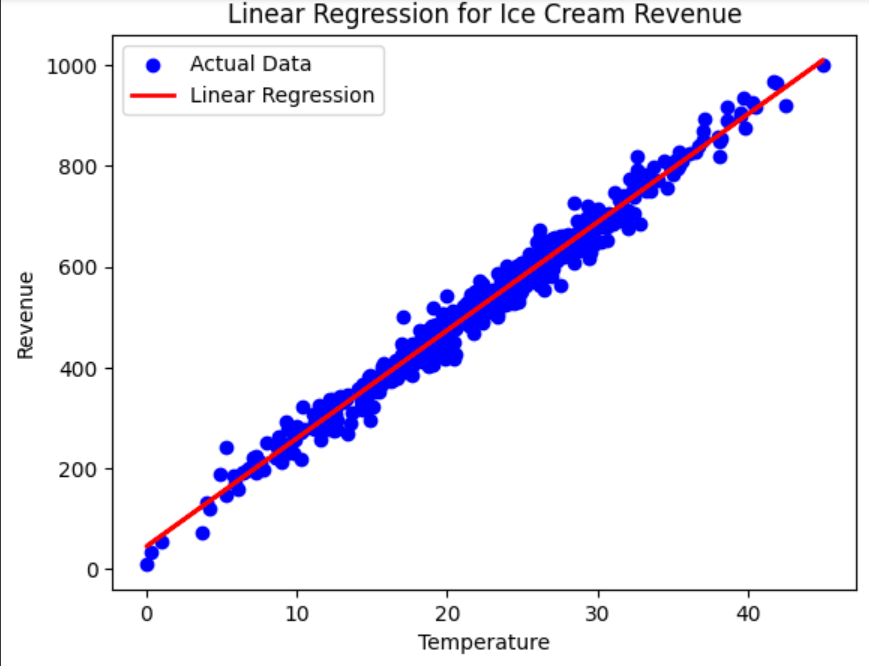 Linear Regression for Ice Cream Revenue
Actual Data
Linear Regression
1000
800
600
400
200
0
Revenue
0 10 20 30 40
Temperature